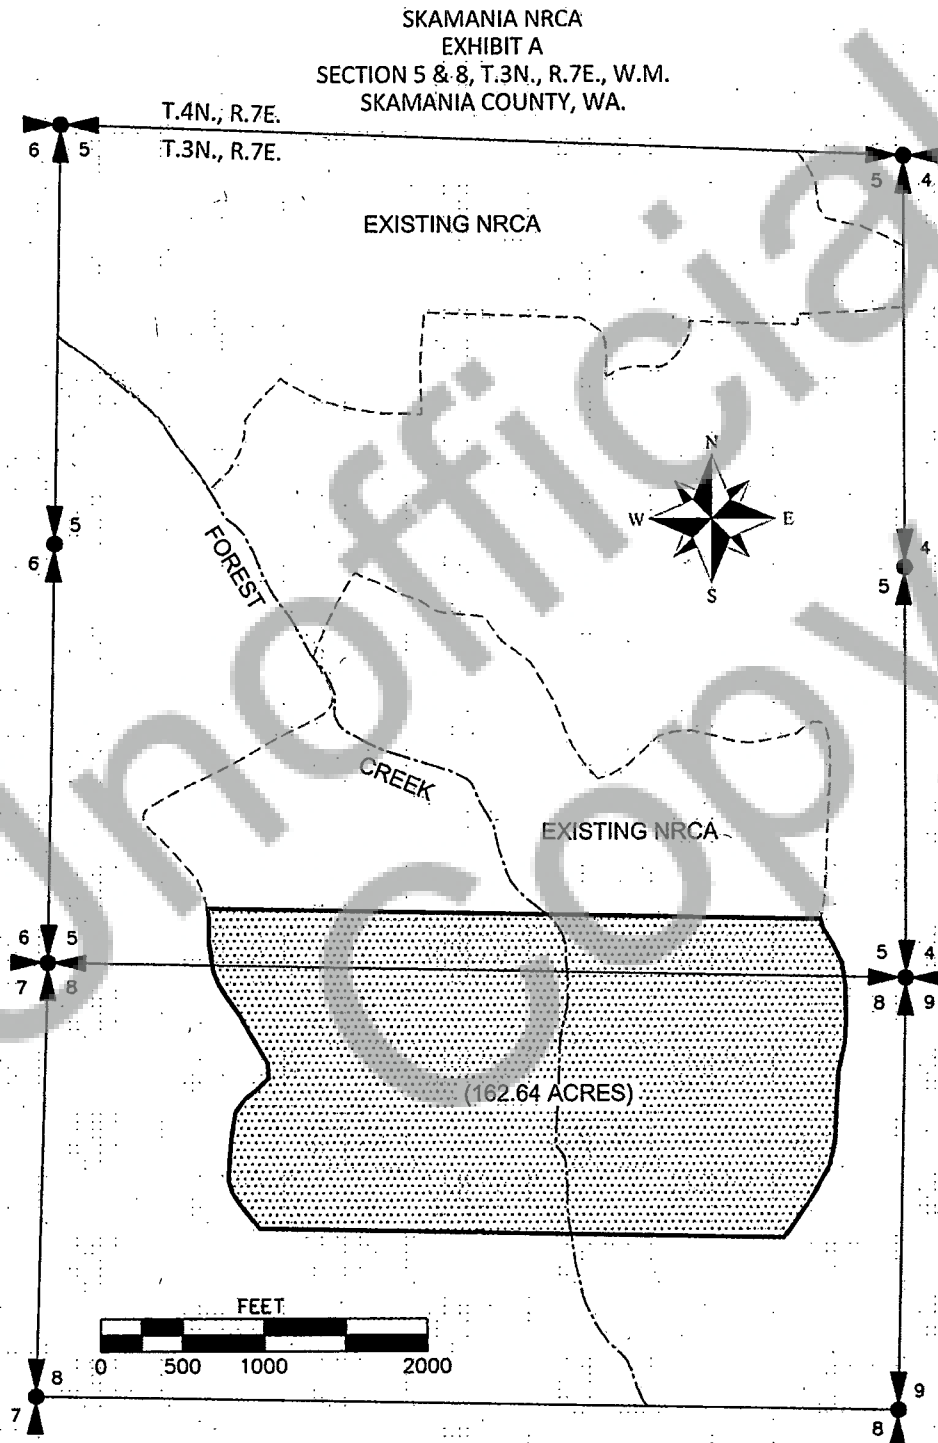 SKAMANIA NRCA
EXHIBIT A
SECTION 5 & 8, T.3N., R.7E., W.M.
SKAMANIA COUNTY, WA.
T.4N., R.7E.
6 5
T.3N., R.7E.
5 4
EXISTING NRCA
N
W E
S
5
6
4
5
FOREST
CREEK
EXISTING NRCA
6 5
7 8
5 4
8 9
(162.64 ACRES)
FEET
0 500 1000 2000
8
7
9
8
Unofficial
Copy